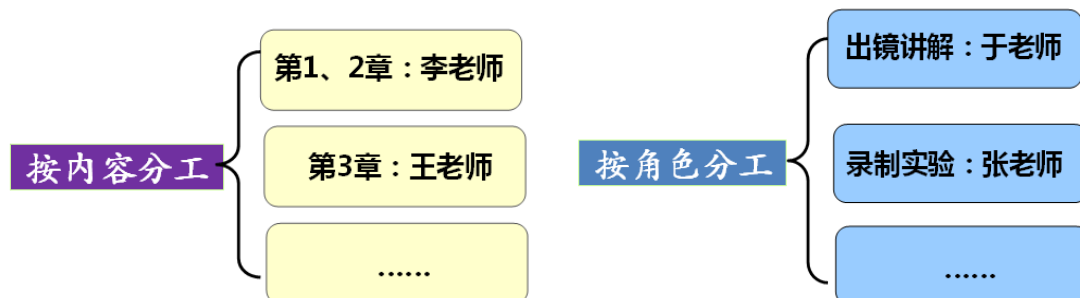 按内容分工
第1、2章：李老师
第3章：王老师
......
按角色分工
出镜讲解：于老师
录制实验：张老师
......